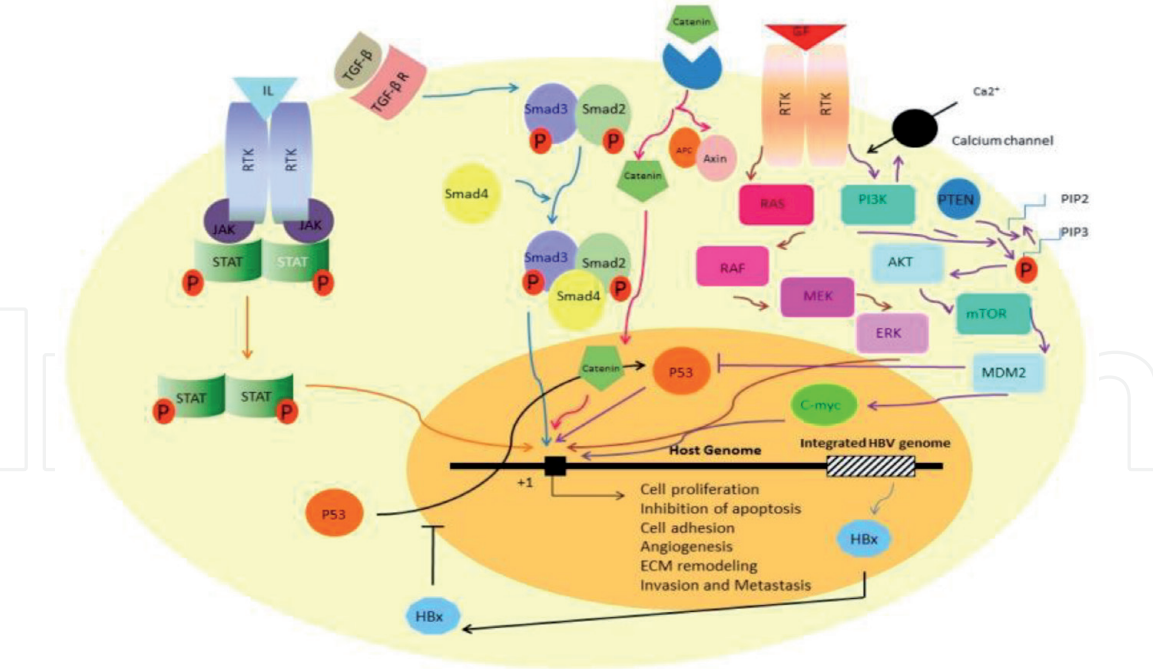 Catenin
GF
TGF-β
TGF-β R
IL
RTK
RTK
JAK
JAK
STAT
STAT
P
P
Smad3
Smad2
P
P
Smad4
Catenin
APC
Axin
RTK
RTK
Ca2⁺
Calcium channel
RAS
PI3K
PTEN
PIP2
PIP3
P
RAF
AKT
MEK
mTOR
ERK
MDM2
Smad3
Smad2
P
P
Smad4
STAT
STAT
P
P
Catenin
P53
C-myc
Host Genome
Integrated HBV genome
+1
Cell proliferation
Inhibition of apoptosis
Cell adhesion
Angiogenesis
ECM remodeling
Invasion and Metastasis
P53
HBx
HBx